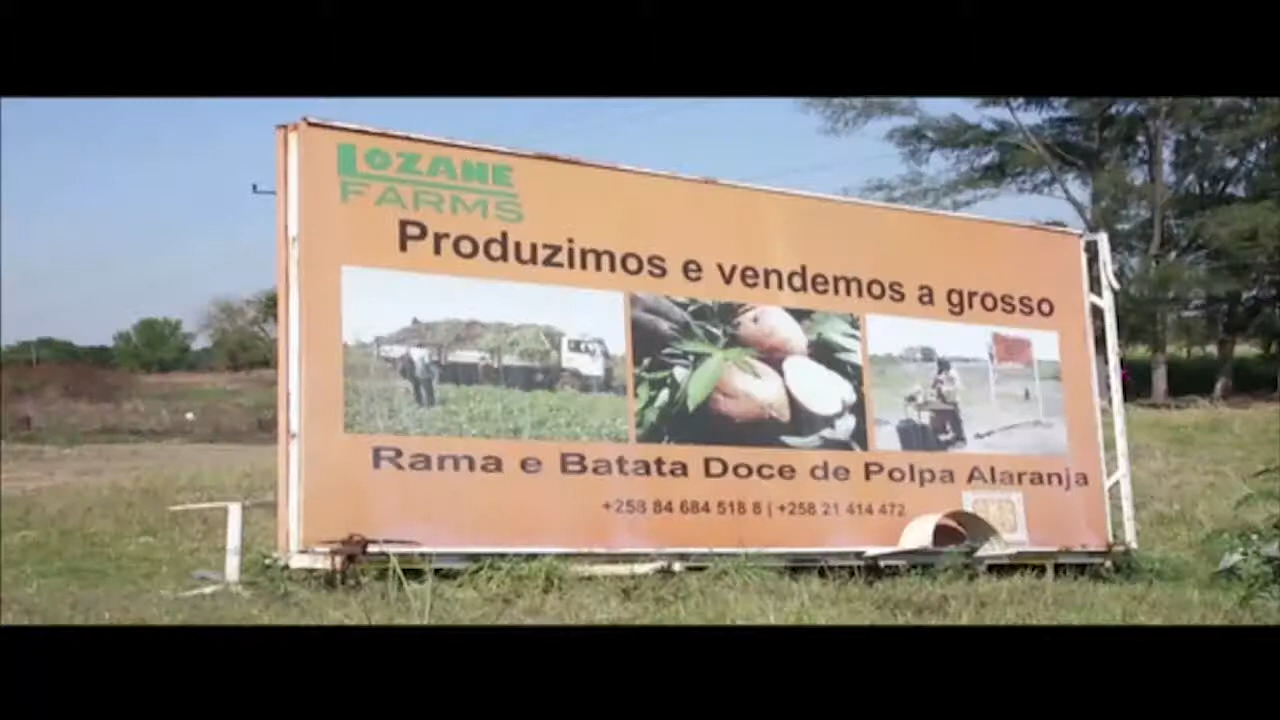 LOZANE
FARMS
Produzimos e vendemos a grosso
Rama e Batata Doce de Polpa Alaranja
+258 84 684 518 8 | +258 21 414 472